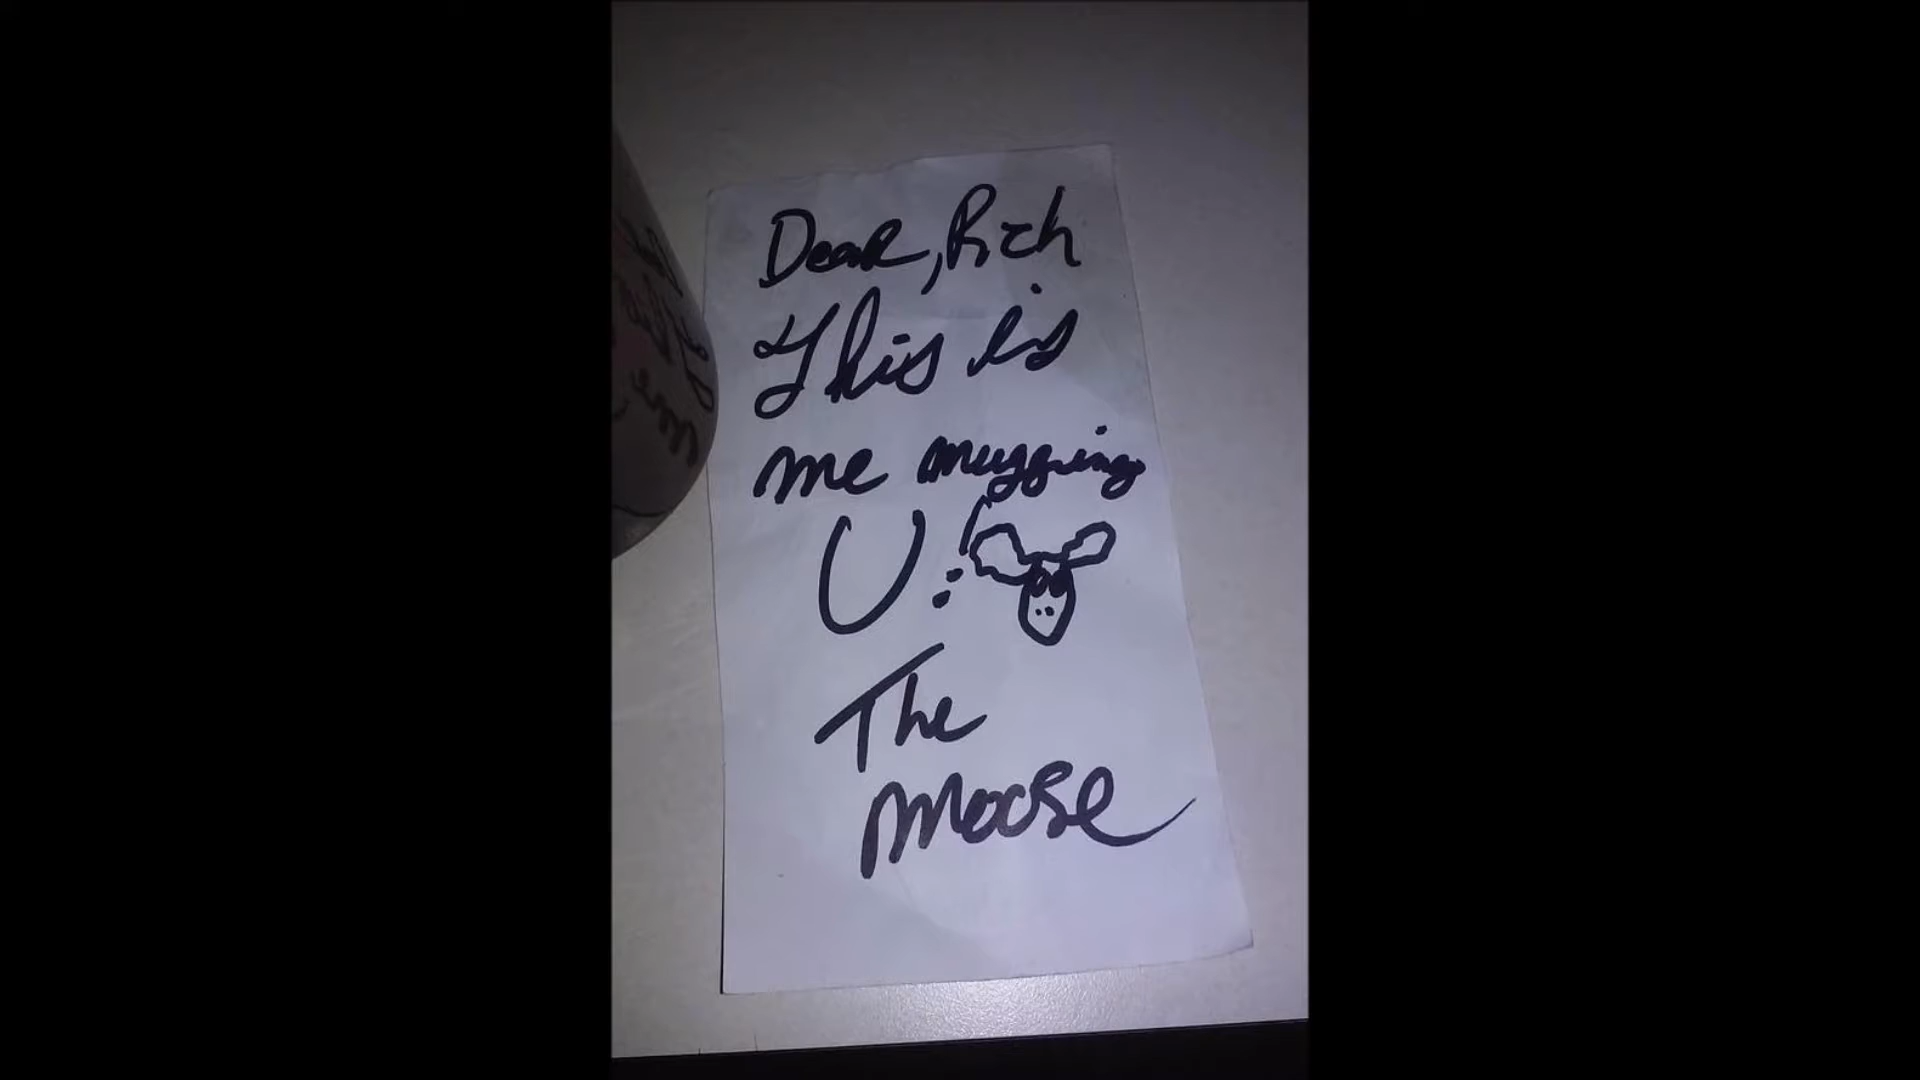 Dear, Rich
This is
me mugging
U!
The
Moose